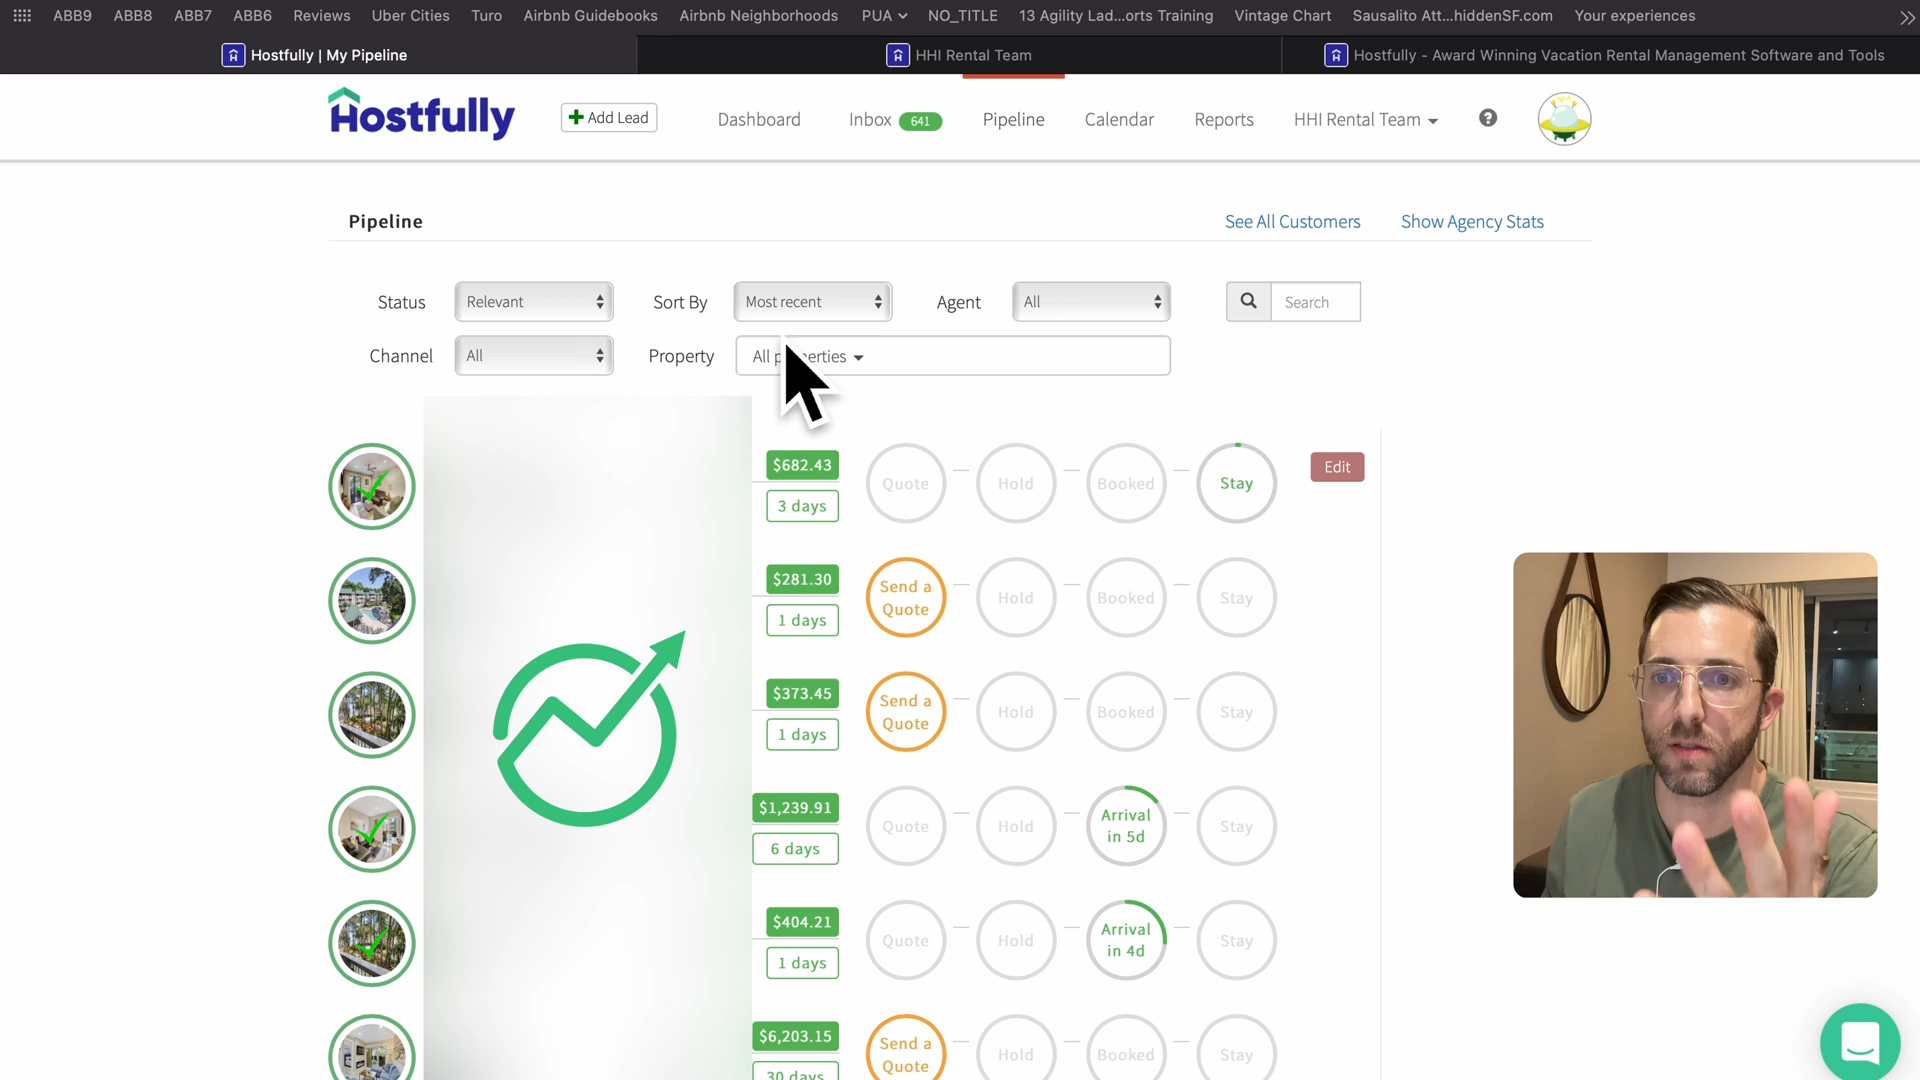 ABB9 ABB8 ABB7 ABB6 Reviews Uber Cities Turo Airbnb Guidebooks Airbnb Neighborhoods PUA NO_TITLE 13 Agility Lad...orts Training Vintage Chart Sausalito Att...hiddenSF.com Your experiences
Hostfully | My Pipeline HHI Rental Team Hostfully - Award Winning Vacation Rental Management Software and Tools
Hostfully Add Lead Dashboard Inbox 641 Pipeline Calendar Reports HHI Rental Team ?
Pipeline See All Customers Show Agency Stats
Status Relevant Sort By Most recent Agent All Search
Channel All Property All
$682.43 Quote Hold Booked Stay Edit
3 days
$281.30 Send a Quote Hold Booked Stay
1 days
$373.45 Send a Quote Hold Booked Stay
1 days
$1,239.91 Quote Hold Arrival in 5d Stay
6 days
$404.21 Quote Hold Arrival in 4d Stay
1 days
$6,203.15 Send a Quote Hold Booked Stay
30 days